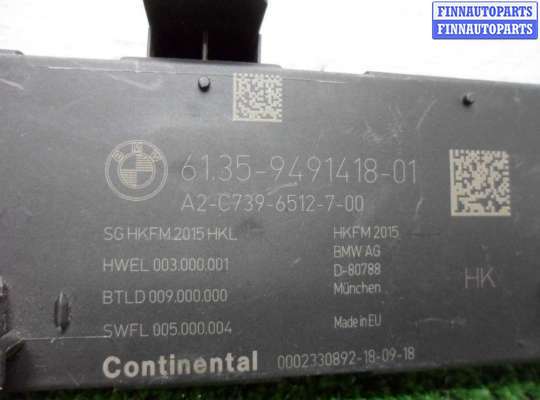 FINNAUTOPARTS
FINNAUTOPARTS
BMW
61.35-9491418-01
A2-C739-6512-7-00
SG HKFM 2015 HKL
HWEL 003.000.001
BTLD 009.000.000
SWFL 005.000.004
HKFM 2015
BMW AG
D-80788
München
Made in EU
HK
Continental 0002330892-18-09-18